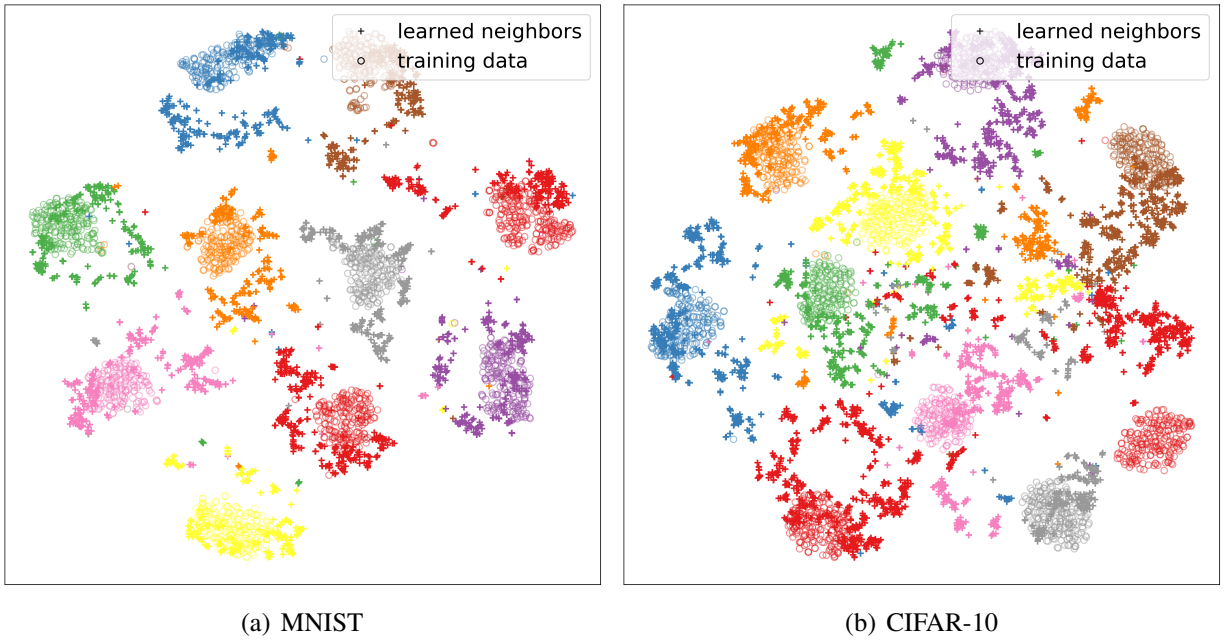 learned neighbors
training data
learned neighbors
training data
(a) MNIST
(b) CIFAR-10